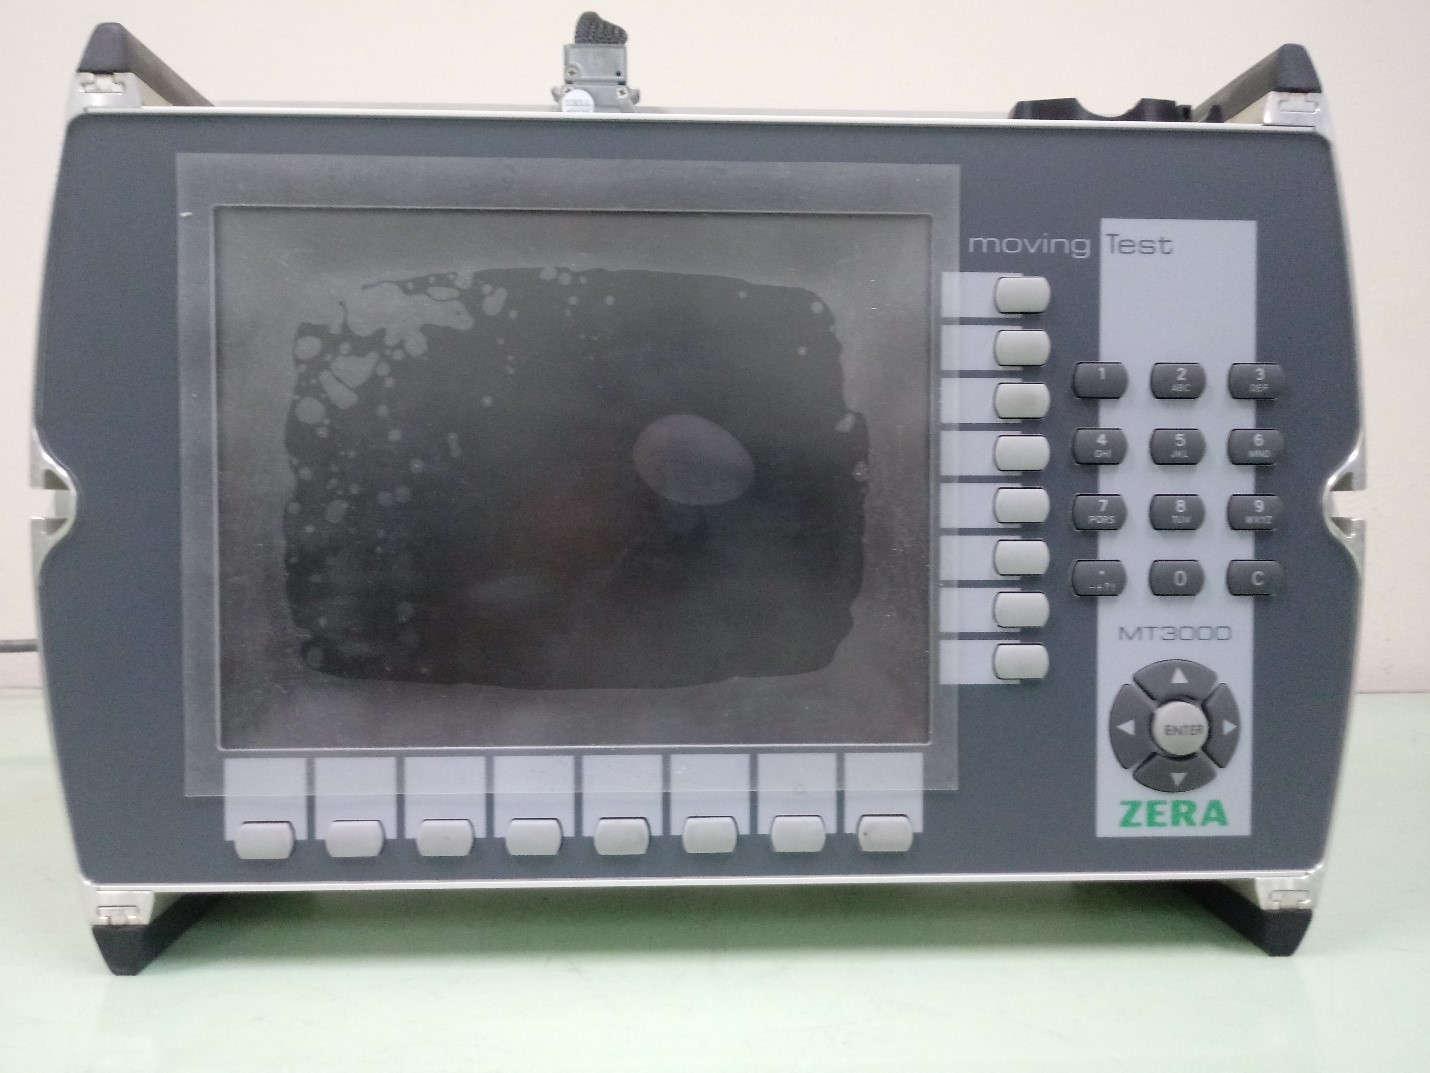 moving Test
1
2 ABC
3 DEF
4 GHI
5 JKL
6 MNO
7 PQRS
8 TUV
9 WXYZ
0
C
MT3000
ENTER
ZERA